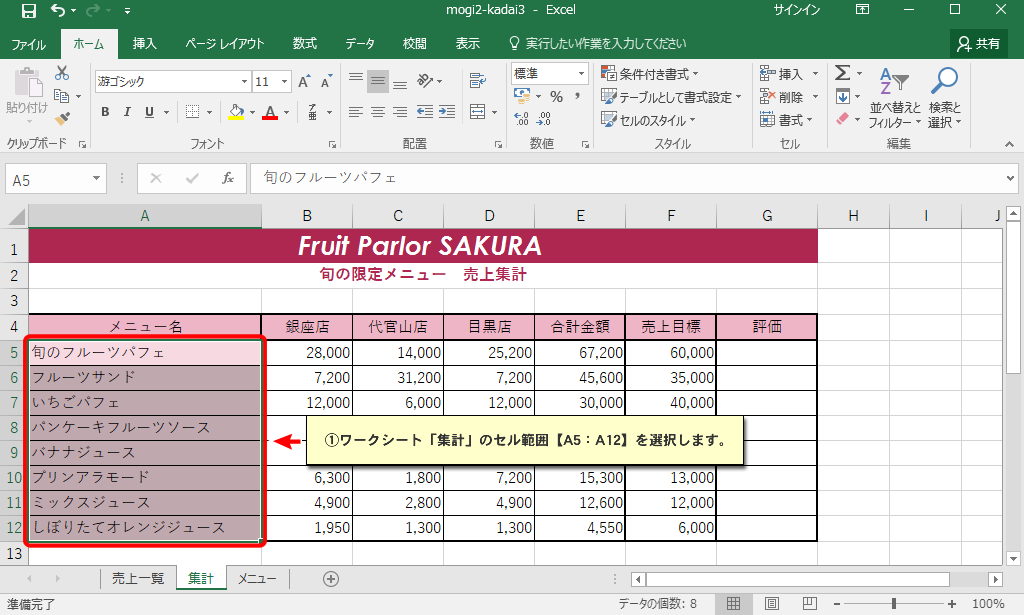 mogi2-kadai3 - Excel
サインイン
ファイル ホーム 挿入 ページ レイアウト 数式 データ 校閲 表示 実行したい作業を入力してください 共有
貼り付け
クリップボード
游ゴシック 11
B I U
フォント
配置
標準
数値
条件付き書式
テーブルとして書式設定
セルのスタイル
スタイル
挿入
削除
書式
セル
並べ替えと
フィルター
検索と
選択
編集
A5 fx 旬のフルーツパフェ
A B C D E F G H I J
1 Fruit Parlor SAKURA
2 旬の限定メニュー 売上集計
3
4 メニュー名 銀座店 代官山店 目黒店 合計金額 売上目標 評価
5 旬のフルーツパフェ 28,000 14,000 25,200 67,200 60,000
6 フルーツサンド 7,200 31,200 7,200 45,600 35,000
7 いちごパフェ 12,000 6,000 12,000 30,000 40,000
8 パンケーキフルーツソース
①ワークシート「集計」のセル範囲【A5：A12】を選択します。
9 バナナジュース
10 プリンアラモード 6,300 1,800 7,200 15,300 13,000
11 ミックスジュース 4,900 2,800 4,900 12,600 12,000
12 しぼりたてオレンジジュース 1,950 1,300 1,300 4,550 6,000
13
売上一覧 集計 メニュー
準備完了 データの個数: 8 100%